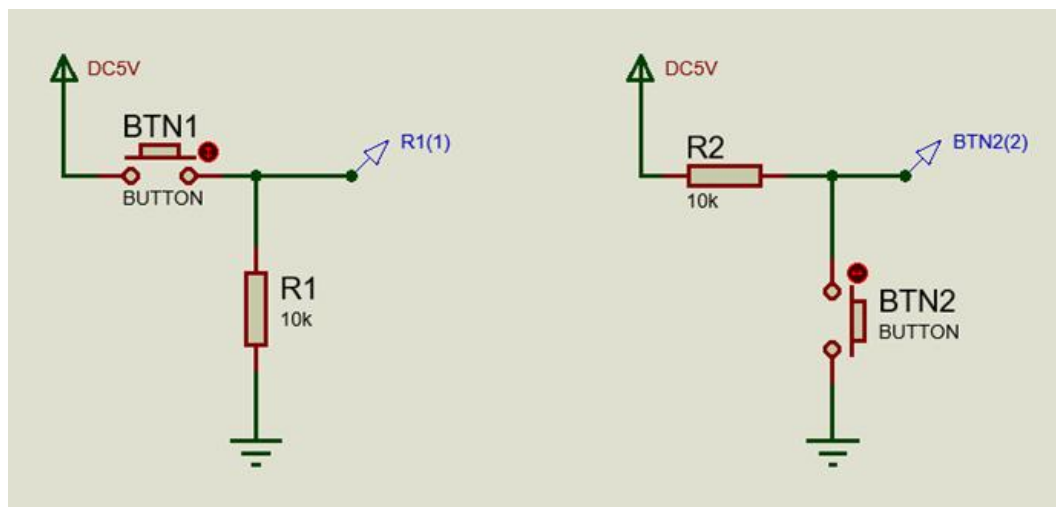 DC5V
BTN1
BUTTON
R1(1)
R1
10k
DC5V
R2
10k
BTN2(2)
BTN2
BUTTON